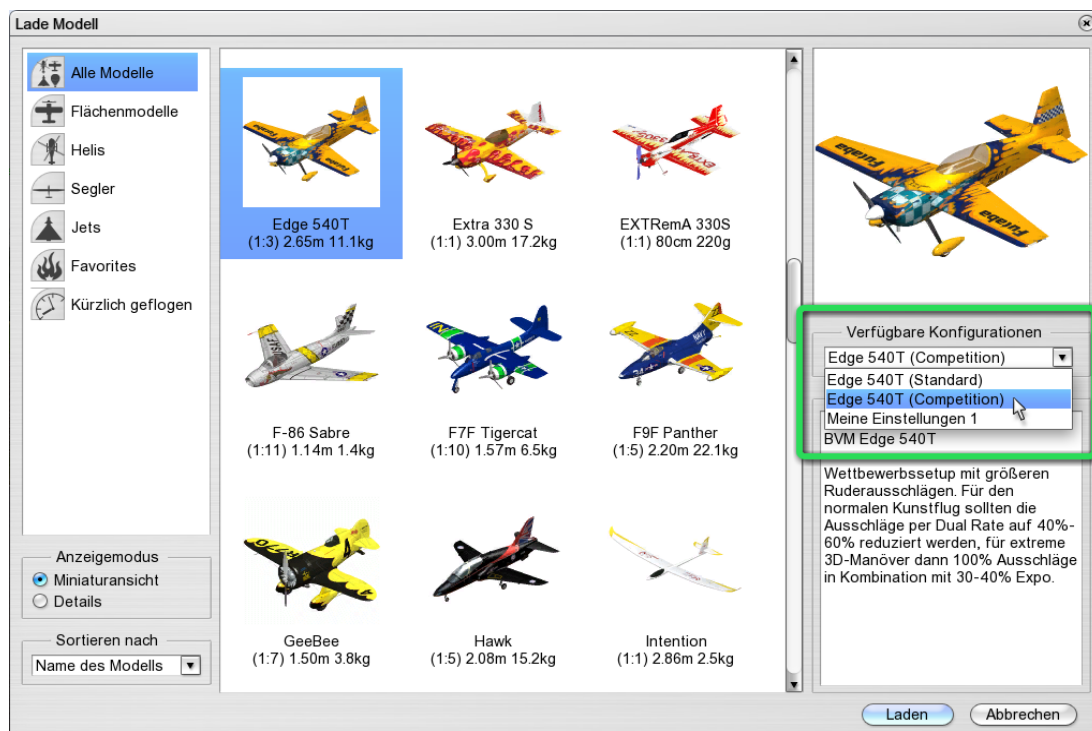 Lade Modell
Alle Modelle
Flächenmodelle
Helis
Segler
Jets
Favorites
Kürzlich geflogen
Anzeigemodus
Miniaturansicht
Details
Sortieren nach
Name des Modells
Futaba
Edge 540T
(1:3) 2.65m 11.1kg
Extra 330 S
(1:1) 3.00m 17.2kg
EXTRemA 330S
(1:1) 80cm 220g
F-86 Sabre
(1:11) 1.14m 1.4kg
F7F Tigercat
(1:10) 1.57m 6.5kg
F9F Panther
(1:5) 2.20m 22.1kg
GeeBee
(1:7) 1.50m 3.8kg
Hawk
(1:5) 2.08m 15.2kg
Intention
(1:1) 2.86m 2.5kg
Futaba
540T
Futaba
Verfügbare Konfigurationen
Edge 540T (Competition)
Edge 540T (Standard)
Edge 540T (Competition)
Meine Einstellungen 1
BVM Edge 540T
Wettbewerbssetup mit größeren
Ruderausschlägen. Für den
normalen Kunstflug sollten die
Ausschläge per Dual Rate auf 40%-
60% reduziert werden, für extreme
3D-Manöver dann 100% Ausschläge
in Kombination mit 30-40% Expo.
Laden
Abbrechen